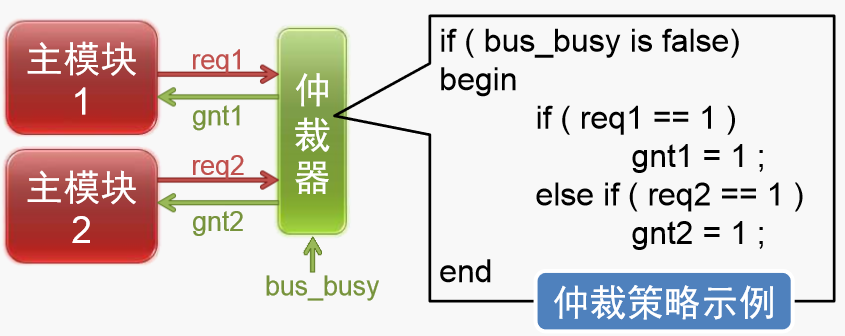 主模块
1
req1
gnt1
主模块
2
req2
gnt2
仲
裁
器
bus_busy
if ( bus_busy is false)
begin
if ( req1 == 1 )
gnt1 = 1 ;
else if ( req2 == 1 )
gnt2 = 1 ;
end
仲裁策略示例